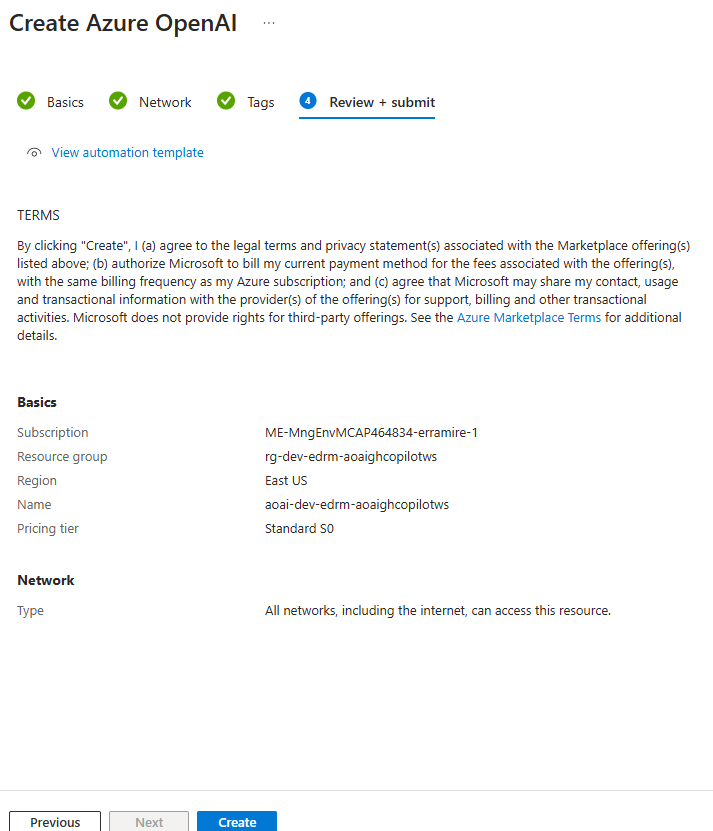 Create Azure OpenAI ...
Basics Network Tags 4 Review + submit
View automation template
TERMS
By clicking "Create", I (a) agree to the legal terms and privacy statement(s) associated with the Marketplace offering(s)
listed above; (b) authorize Microsoft to bill my current payment method for the fees associated with the offering(s),
with the same billing frequency as my Azure subscription; and (c) agree that Microsoft may share my contact, usage
and transactional information with the provider(s) of the offering(s) for support, billing and other transactional
activities. Microsoft does not provide rights for third-party offerings. See the Azure Marketplace Terms for additional
details.
Basics
Subscription ME-MngEnvMCAP464834-erramire-1
Resource group rg-dev-edrm-aoaighcopilotws
Region East US
Name aoai-dev-edrm-aoaighcopilotws
Pricing tier Standard S0
Network
Type All networks, including the internet, can access this resource.
Previous Next Create